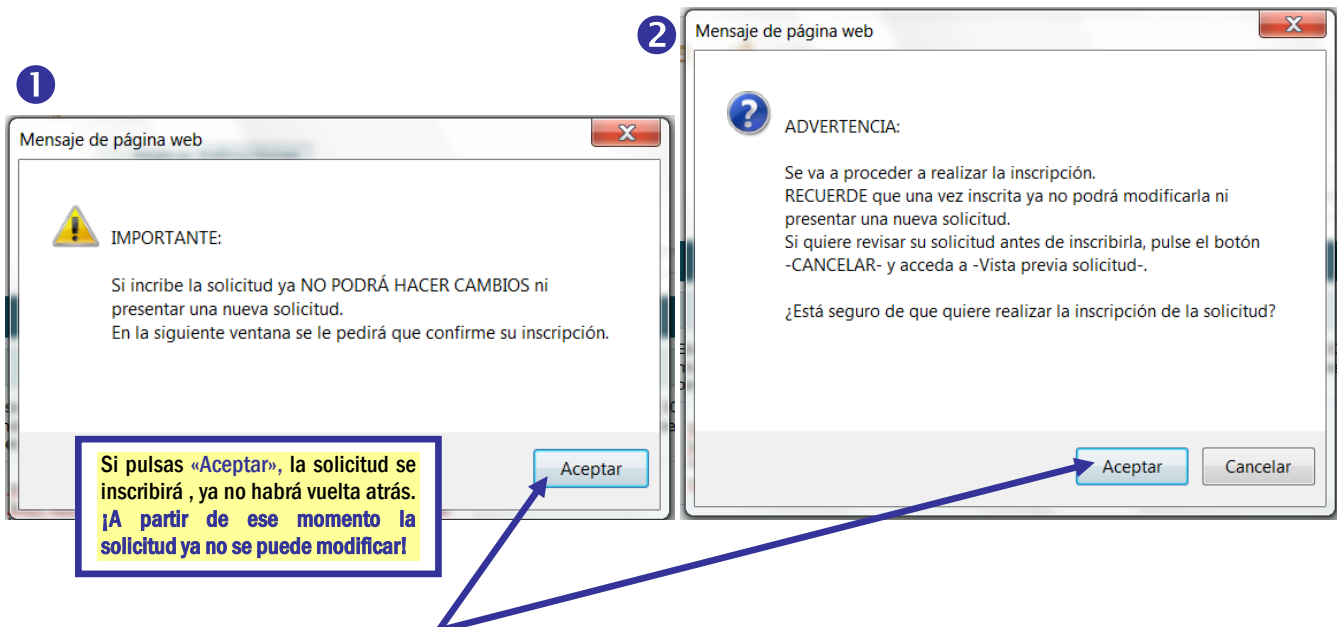 1
Mensaje de página web
IMPORTANTE:
Si incribe la solicitud ya NO PODRÁ HACER CAMBIOS ni
presentar una nueva solicitud.
En la siguiente ventana se le pedirá que confirme su inscripción.
Aceptar
Si pulsas «Aceptar», la solicitud se
inscribirá , ya no habrá vuelta atrás.
¡A partir de ese momento la
solicitud ya no se puede modificar!
2
Mensaje de página web
ADVERTENCIA:
Se va a proceder a realizar la inscripción.
RECUERDE que una vez inscrita ya no podrá modificarla ni
presentar una nueva solicitud.
Si quiere revisar su solicitud antes de inscribirla, pulse el botón
-CANCELAR- y acceda a -Vista previa solicitud-.
¿Está seguro de que quiere realizar la inscripción de la solicitud?
Aceptar
Cancelar